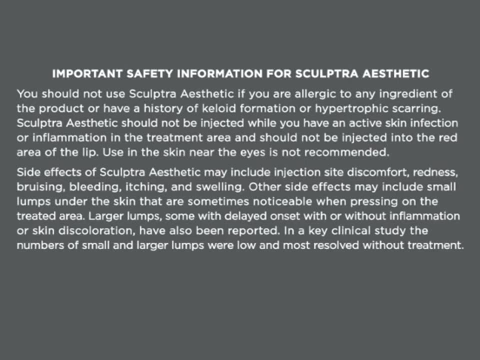 IMPORTANT SAFETY INFORMATION FOR SCULPTRA AESTHETIC
You should not use Sculptra Aesthetic if you are allergic to any ingredient of
the product or have a history of keloid formation or hypertrophic scarring.
Sculptra Aesthetic should not be injected while you have an active skin infection
or inflammation in the treatment area and should not be injected into the red
area of the lip. Use in the skin near the eyes is not recommended.
Side effects of Sculptra Aesthetic may include injection site discomfort, redness,
bruising, bleeding, itching, and swelling. Other side effects may include small
lumps under the skin that are sometimes noticeable when pressing on the
treated area. Larger lumps, some with delayed onset with or without inflammation
or skin discoloration, have also been reported. In a key clinical study the
numbers of small and larger lumps were low and most resolved without treatment.